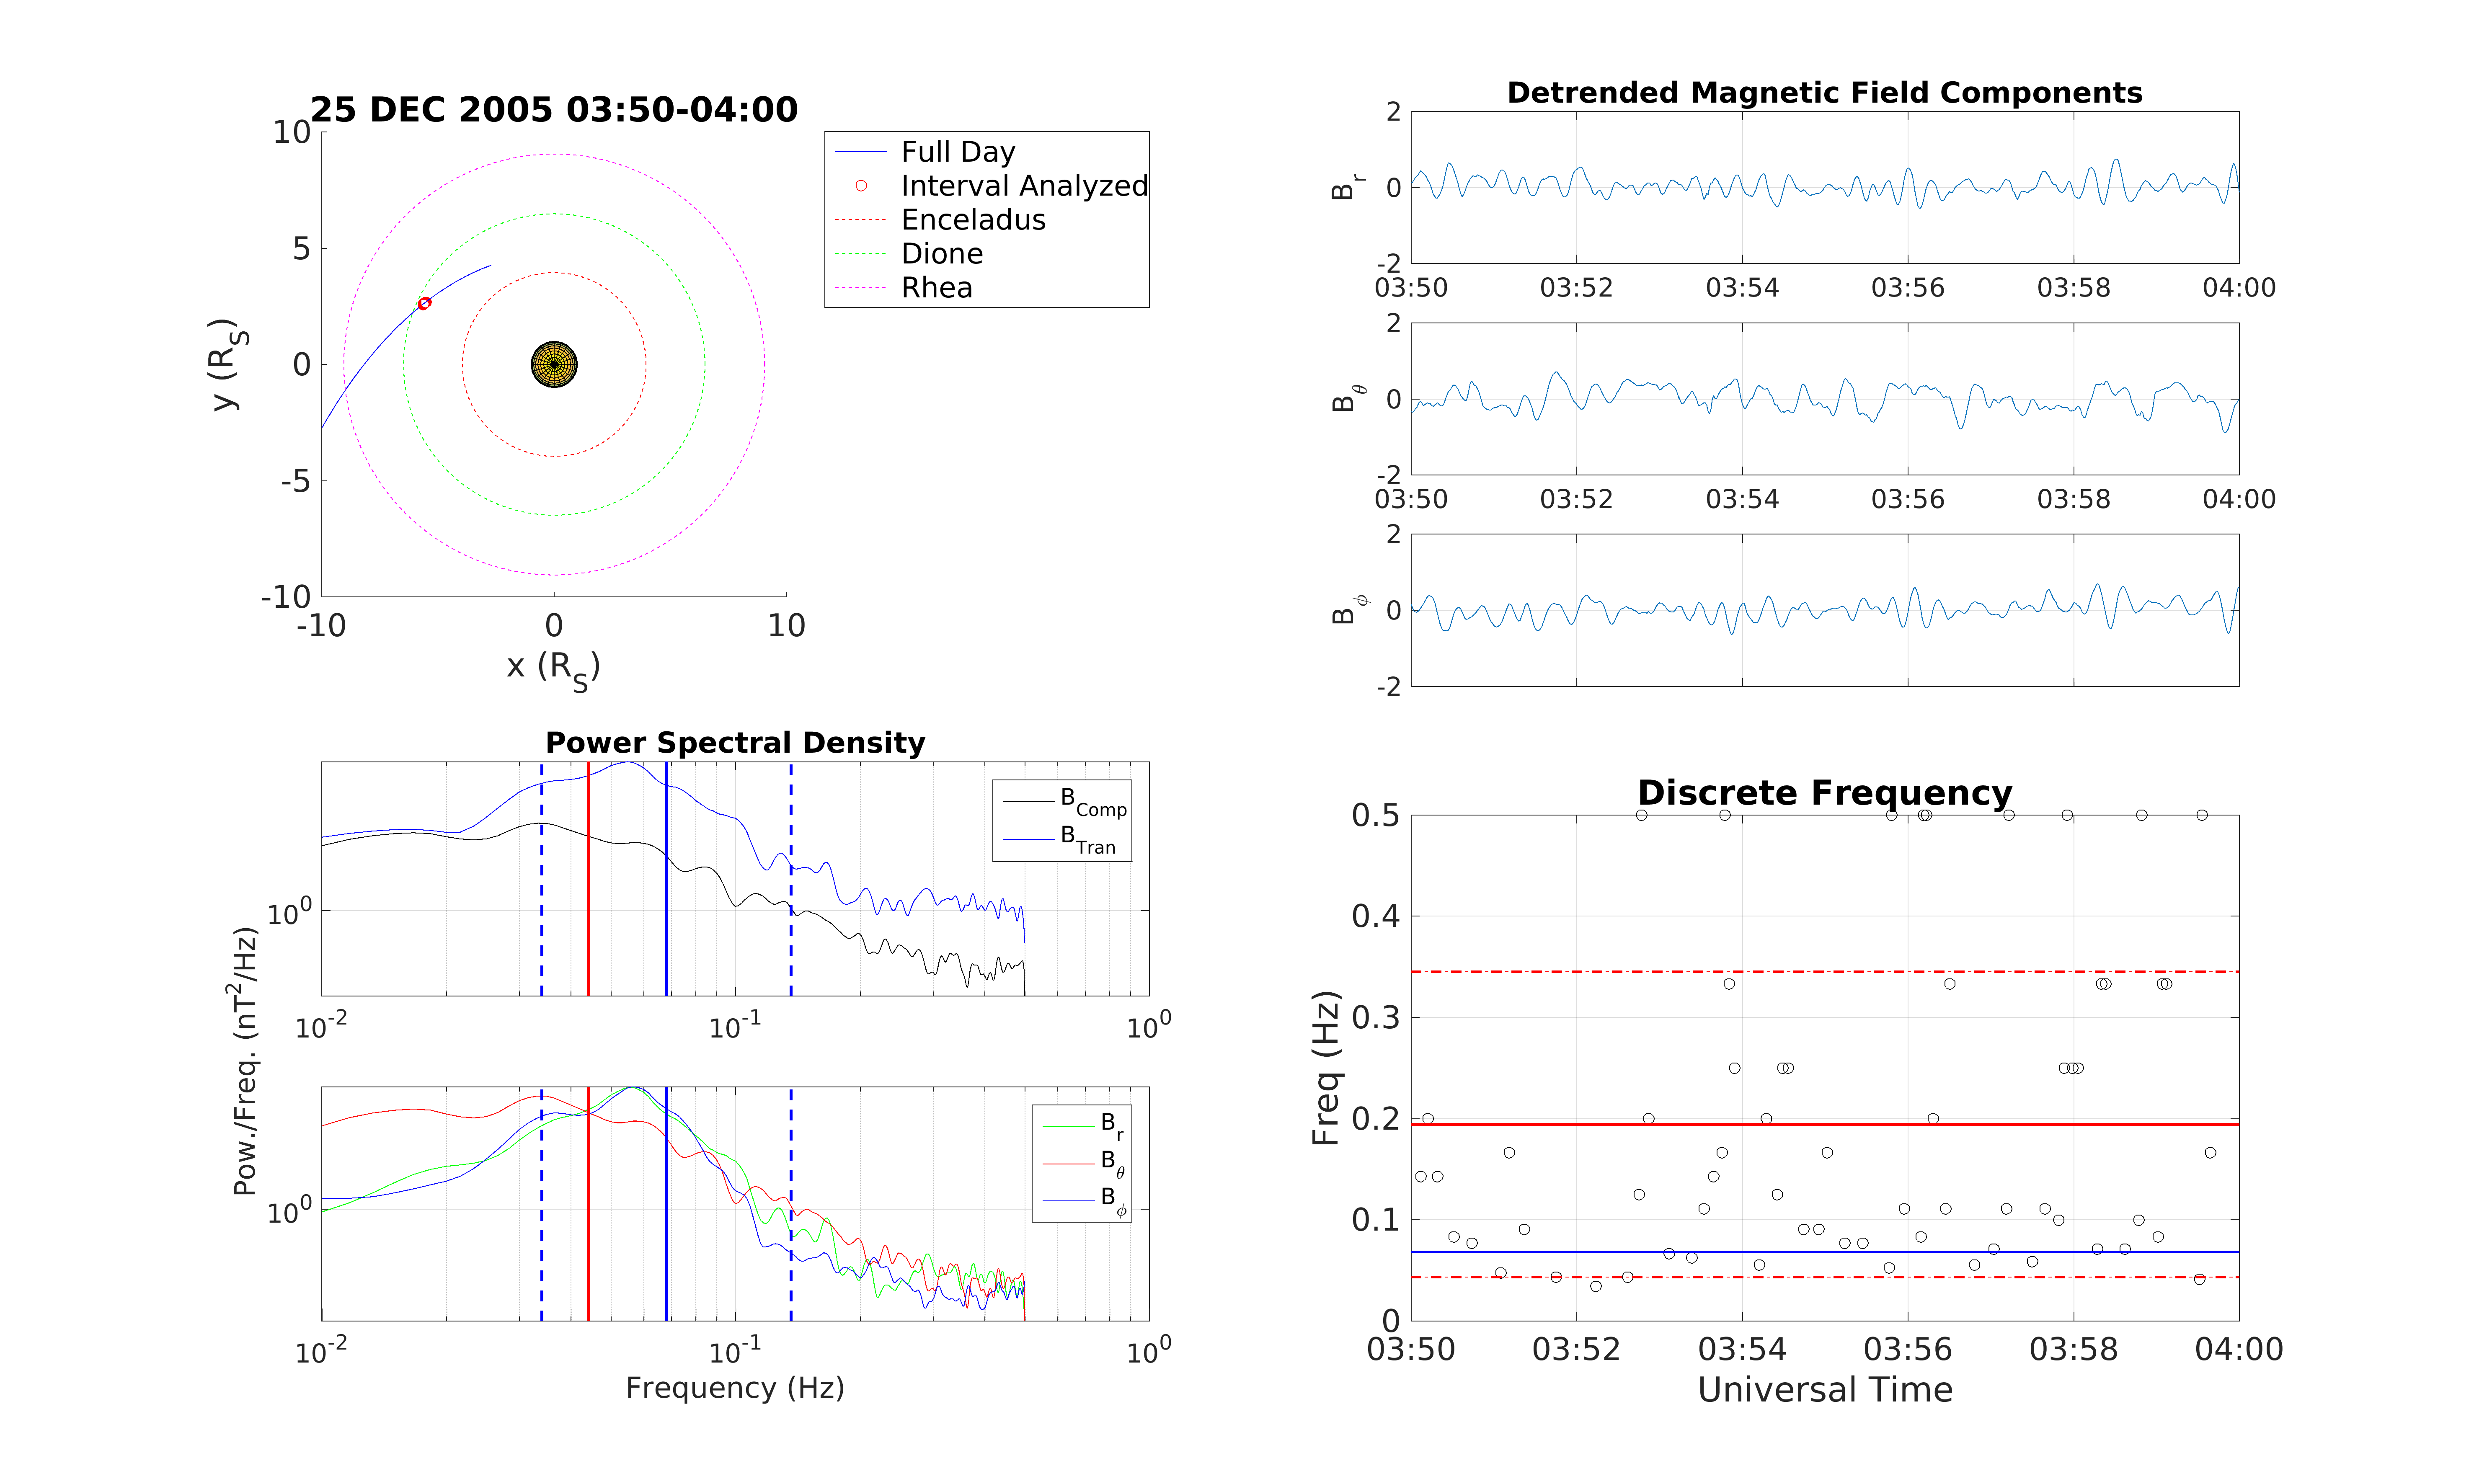 25 DEC 2005 03:50-04:00
10
5
0
-5
-10
-10
0
10
y (R_S)
x (R_S)
Full Day
Interval Analyzed
Enceladus
Dione
Rhea
Detrended Magnetic Field Components
2
0
-2
B_r
03:50
03:52
03:54
03:56
03:58
04:00
2
0
-2
B_θ
03:50
03:52
03:54
03:56
03:58
04:00
2
0
-2
B_ϕ
Power Spectral Density
10^0
B_Comp
B_Tran
10^-2
10^-1
10^0
Pow./Freq. (nT^2/Hz)
10^0
B_r
B_θ
B_ϕ
10^-2
10^-1
10^0
Frequency (Hz)
Discrete Frequency
0.5
0.4
0.3
0.2
0.1
0
Freq (Hz)
03:50
03:52
03:54
03:56
03:58
04:00
Universal Time